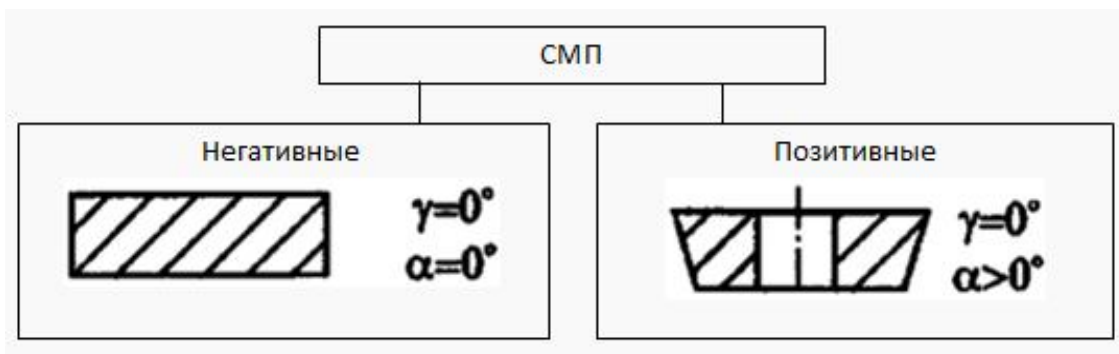 СМП
Негативные
γ=0°
α=0°
Позитивные
γ=0°
α>0°